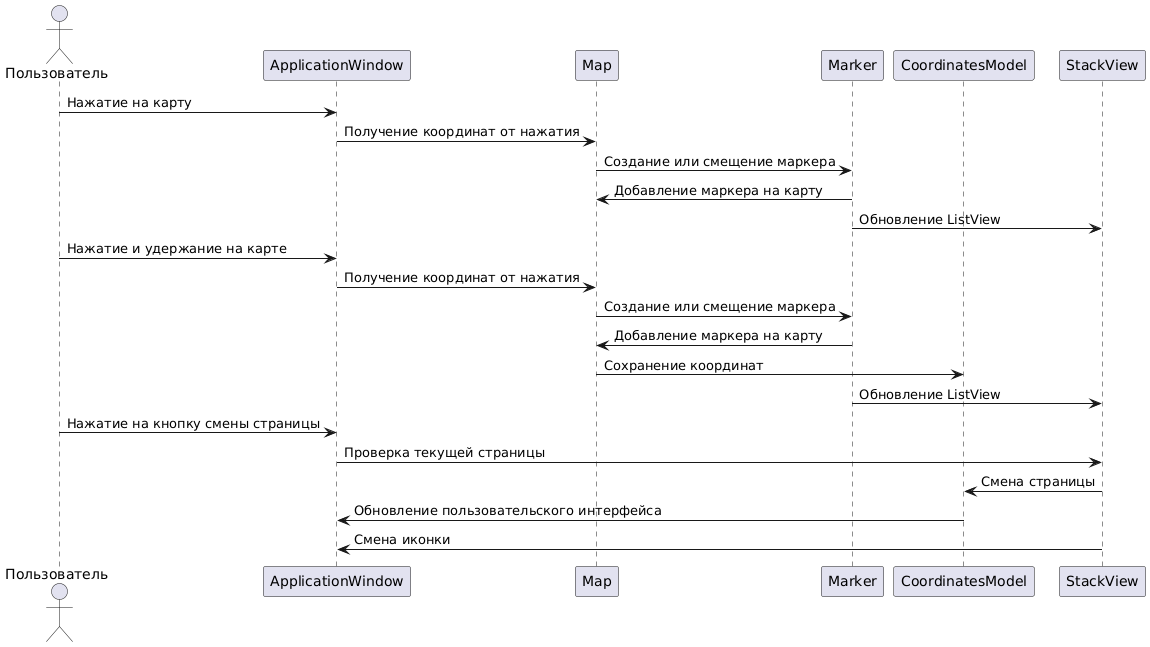 Пользователь
ApplicationWindow
Map
Marker
CoordinatesModel
StackView
Нажатие на карту
Получение координат от нажатия
Создание или смещение маркера
Добавление маркера на карту
Обновление ListView
Нажатие и удержание на карте
Получение координат от нажатия
Создание или смещение маркера
Добавление маркера на карту
Сохранение координат
Обновление ListView
Нажатие на кнопку смены страницы
Проверка текущей страницы
Смена страницы
Обновление пользовательского интерфейса
Смена иконки
Пользователь
ApplicationWindow
Map
Marker
CoordinatesModel
StackView